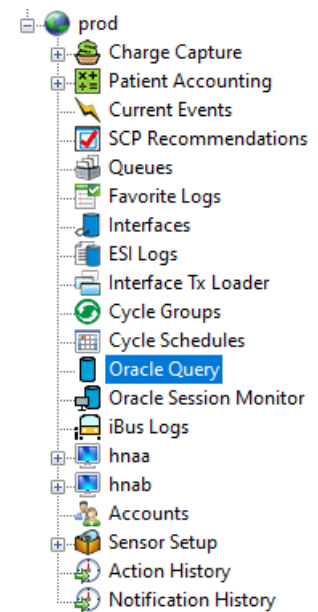 prod
Charge Capture
Patient Accounting
Current Events
SCP Recommendations
Queues
Favorite Logs
Interfaces
ESI Logs
Interface Tx Loader
Cycle Groups
Cycle Schedules
Oracle Query
Oracle Session Monitor
iBus Logs
hnaa
hnab
Accounts
Sensor Setup
Action History
Notification History